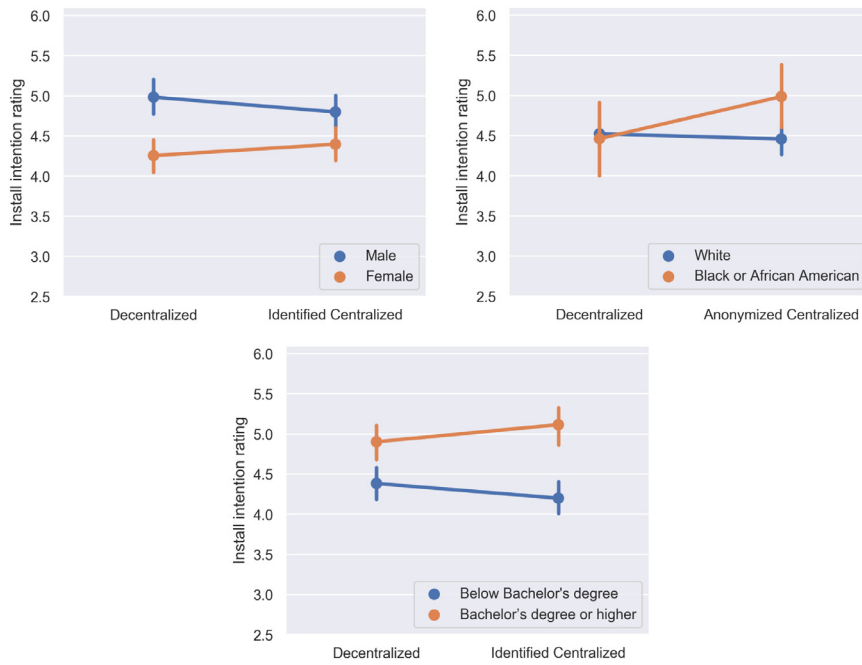 6.0
5.5
5.0
4.5
4.0
3.5
3.0
2.5
Install intention rating
Male
Female
Decentralized Identified Centralized
6.0
5.5
5.0
4.5
4.0
3.5
3.0
2.5
Install intention rating
White
Black or African American
Decentralized Anonymized Centralized
6.0
5.5
5.0
4.5
4.0
3.5
3.0
2.5
Install intention rating
Below Bachelor's degree
Bachelor's degree or higher
Decentralized Identified Centralized